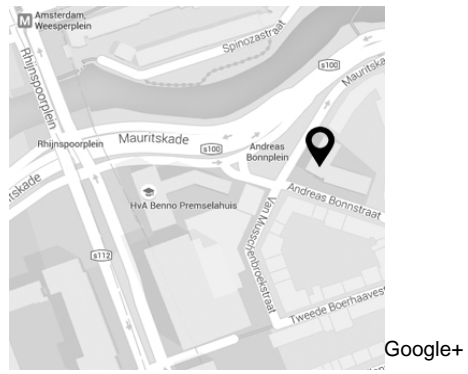 M Amsterdam,
Weesperplein
Spinozastraat
Rhijnspoorplein
s100
Mauritska
Rhijnspoorplein
Mauritskade
s100
Andreas
Bonnplein
tskade
HvA Benno Premselahuis
Andreas Bonnstraat
Van Musschenbroekstraat
s112
Tweede Boerhaavest
Google+